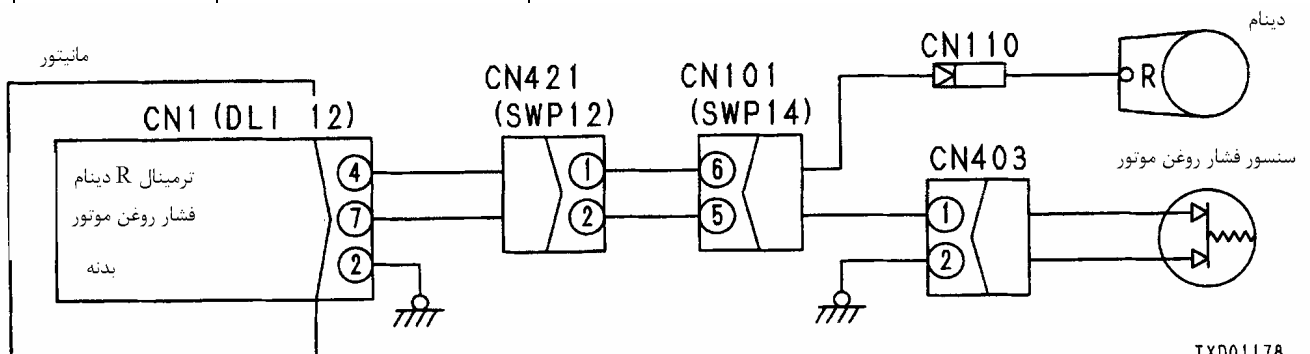 دینام
مانیتور
CN110
R
CN421
(SWP12)
CN101
(SWP14)
CN1 (DLI 12)
سنسور فشار روغن موتور
CN403
ترمینال R دینام
4
1
6
فشار روغن موتور
7
2
5
1
بدنه
2
2
TXD01178